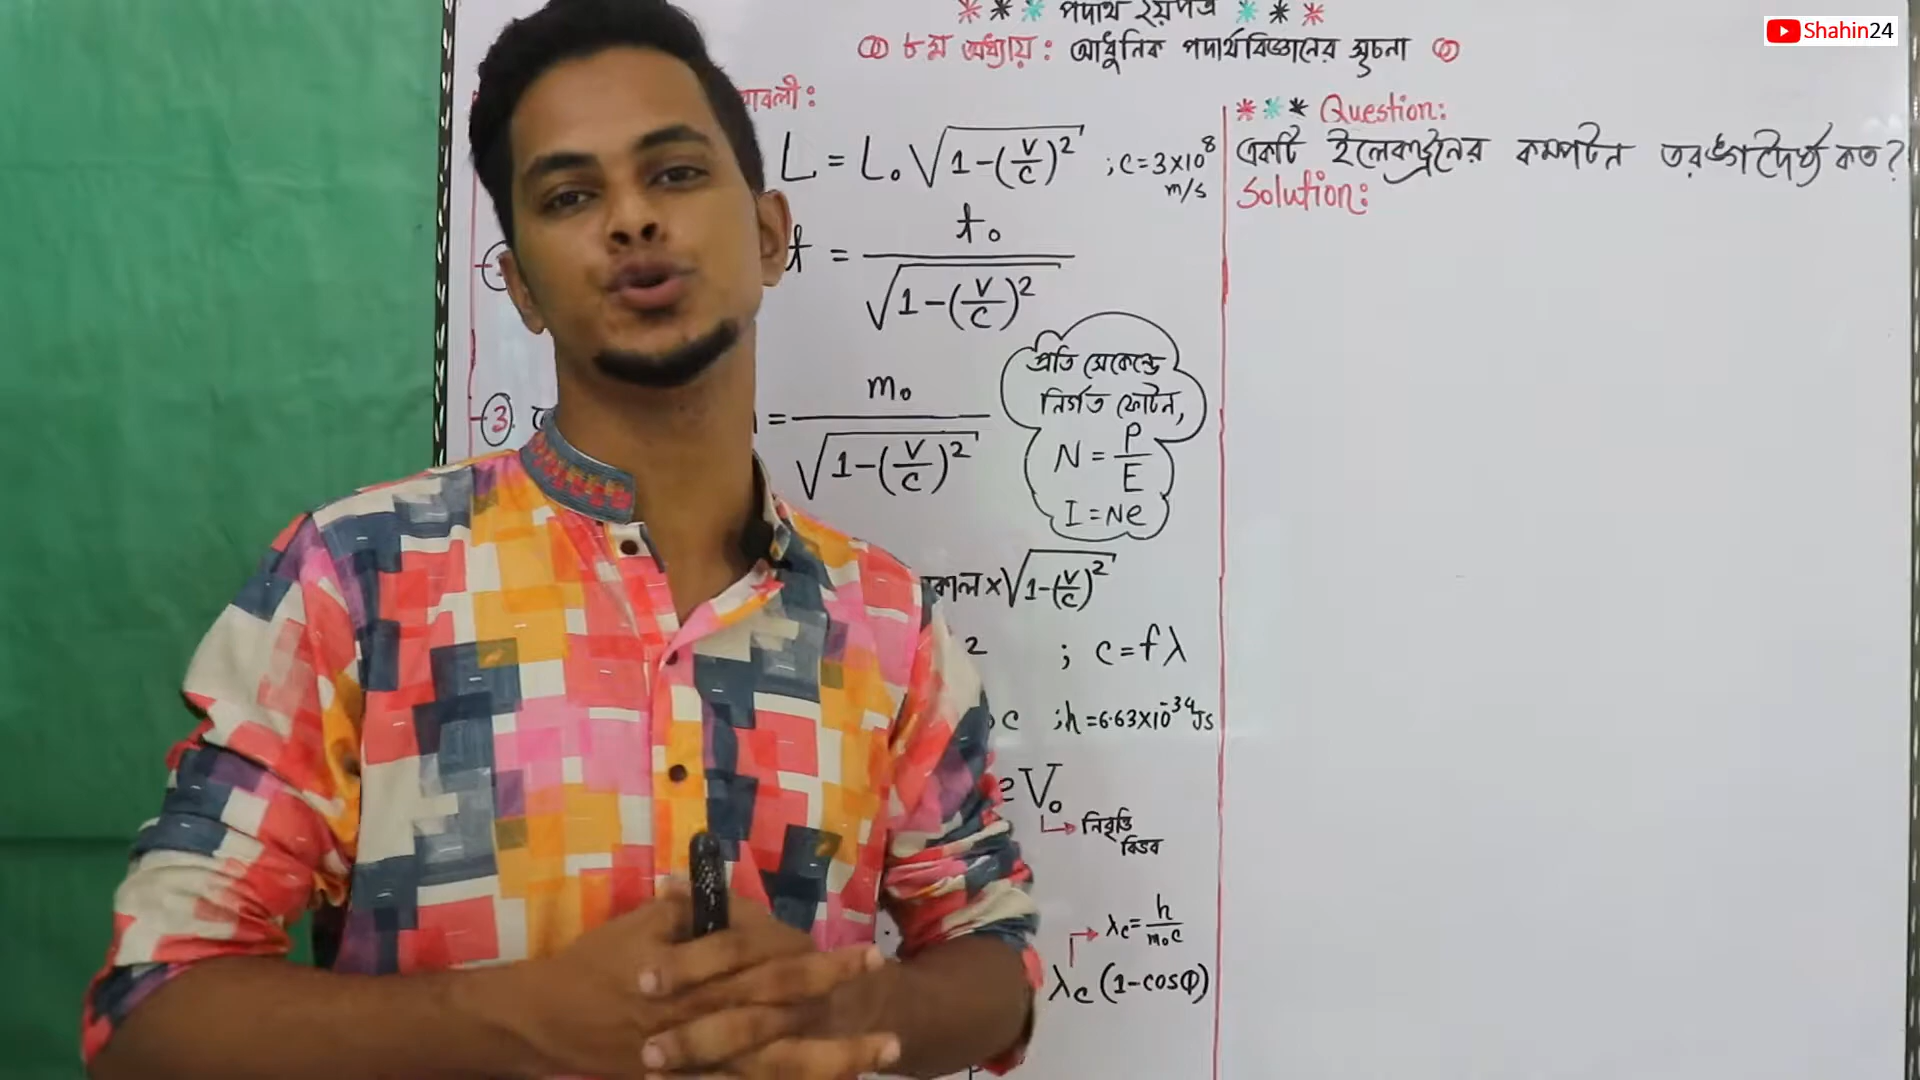 Shahin24
*** পদার্থ ২য়পত্র ***
৮ম অধ্যায় : আধুনিক পদার্থবিজ্ঞানের সূচনা
L = L₀ √1-(v/c)² ; c = 3×10⁸ m/s
t = t₀/√1-(v/c)²
3. = m₀/√1-(v/c)²
প্রতি সেকেন্ডে
নির্গত ফোটন,
N = P/E
I = Ne
×√1-(v/c)²
2 ; c = fλ
c ; h = 6.63×10⁻³⁴ Js
eV₀
নিবৃত্তি
বিভব
λc = h/m₀c
λc (1-cosφ)
*** Question:
একটি ইলেকট্রনের কম্পটন তরঙ্গদৈর্ঘ্য কত?
Solution: